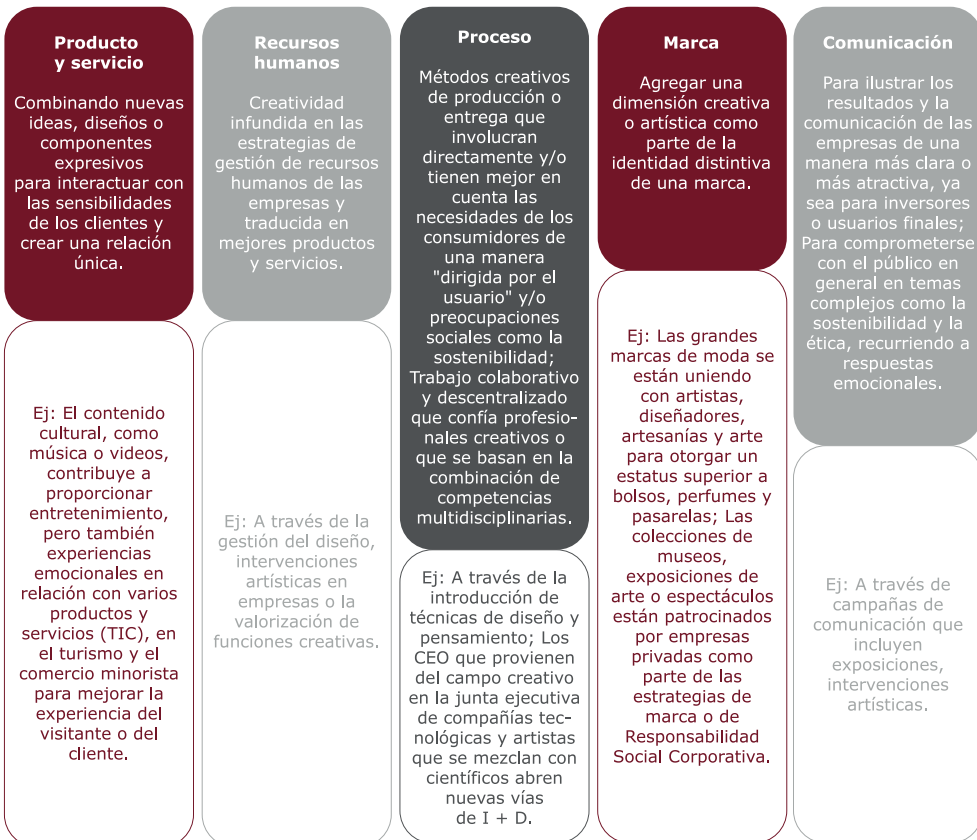 Producto
y servicio
Combinando nuevas
ideas, diseños o
componentes
expresivos
para interactuar con
las sensibilidades
de los clientes y
crear una relación
única.
Ej: El contenido
cultural, como
música o videos,
contribuye a
proporcionar
entretenimiento,
pero también
experiencias
emocionales en
relación con varios
productos y
servicios (TIC), en
el turismo y el
comercio minorista
para mejorar la
experiencia del
visitante o del
cliente.
Recursos
humanos
Creatividad
infundida en las
estrategias de
gestión de recursos
humanos de las
empresas y
traducida en
mejores productos
y servicios.
Ej: A través de la
gestión del diseño,
intervenciones
artísticas en
empresas o la
valorización de
funciones creativas.
Proceso
Métodos creativos
de producción o
entrega que
involucran
directamente y/o
tienen mejor en
cuenta las
necesidades de los
consumidores de
una manera
"dirigida por el
usuario" y/o
preocupaciones
sociales como la
sostenibilidad;
Trabajo colaborativo
y descentralizado
que confía profesio-
nales creativos o
que se basan en la
combinación de
competencias
multidisciplinarias.
Ej: A través de la
introducción de
técnicas de diseño y
pensamiento; Los
CEO que provienen
del campo creativo
en la junta ejecutiva
de compañías tec-
nológicas y artistas
que se mezclan con
científicos abren
nuevas vías
de I + D.
Marca
Agregar una
dimensión creativa
o artística como
parte de la
identidad distintiva
de una marca.
Ej: Las grandes
marcas de moda se
están uniendo
con artistas,
diseñadores,
artesanías y arte
para otorgar un
estatus superior a
bolsos, perfumes y
pasarelas; Las
colecciones de
museos,
exposiciones de
arte o espectáculos
están patrocinados
por empresas
privadas como
parte de las
estrategias de
marca o de
Responsabilidad
Social Corporativa.
Comunicación
Para ilustrar los
resultados y la
comunicación de las
empresas de una
manera más clara o
más atractiva, ya
sea para inversores
o usuarios finales;
Para comprometerse
con el público en
general en temas
complejos como la
sostenibilidad y la
ética, recurriendo a
respuestas
emocionales.
Ej: A través de
campañas de
comunicación que
incluyen
exposiciones,
intervenciones
artísticas.